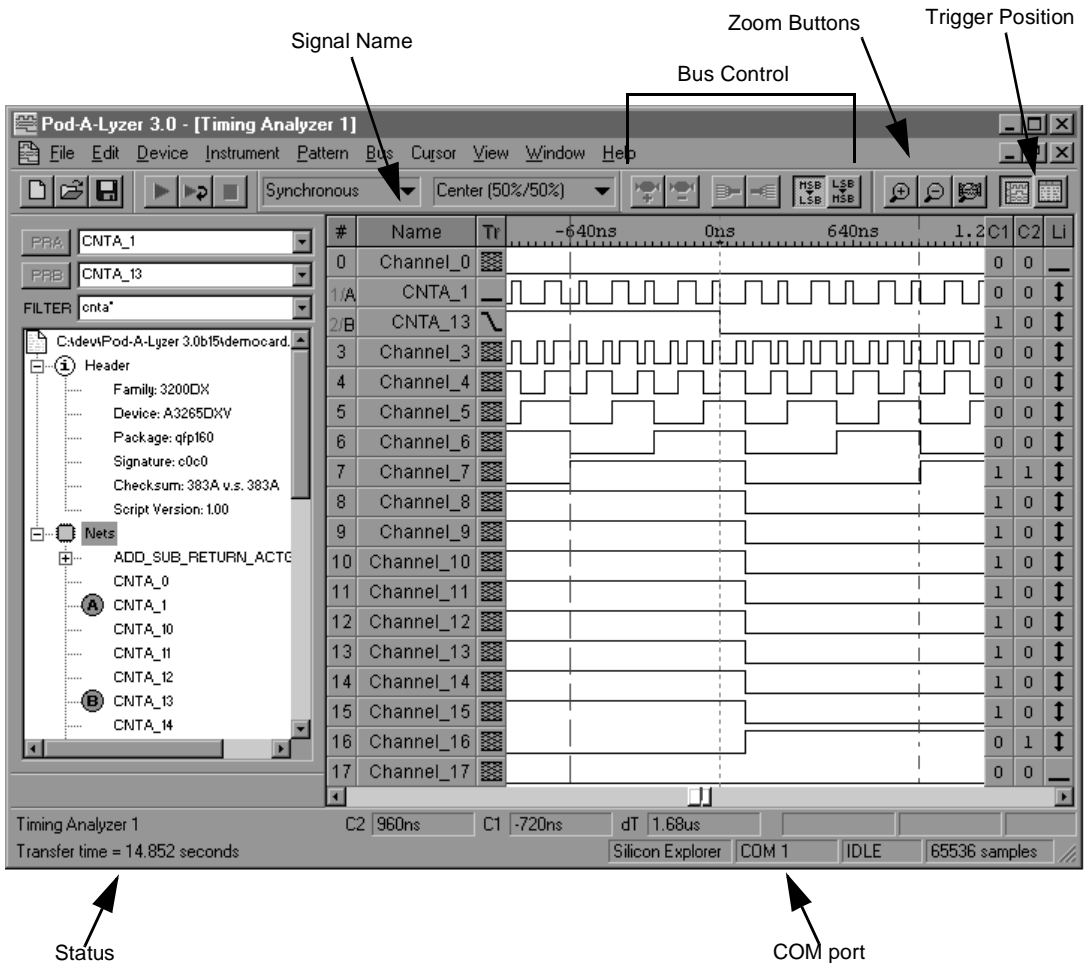 Signal Name
Zoom Buttons
Trigger Position
Bus Control
Pod-A-Lyzer 3.0 - [Timing Analyzer 1]
File Edit Device Instrument Pattern Bus Cursor View Window Help
Synchronous
Center (50%/50%)
MSB LSB
LSB MSB
PRA CNTA_1
PRB CNTA_13
FILTER cnta*
C:\dev\Pod-A-Lyzer 3.0b15\democard.
Header
Family: 3200DX
Device: A3265DXV
Package: qfp160
Signature: c0c0
Checksum: 383A v.s. 383A
Script Version: 1.00
Nets
ADD_SUB_RETURN_ACTG
CNTA_0
A CNTA_1
CNTA_10
CNTA_11
CNTA_12
B CNTA_13
CNTA_14
# Name Tr -640ns 0ns 640ns 1.2 C1 C2 Li
0 Channel_0 0 0
1/A CNTA_1 0 0
2/B CNTA_13 1 0
3 Channel_3 0 0
4 Channel_4 0 0
5 Channel_5 0 0
6 Channel_6 0 0
7 Channel_7 1 1
8 Channel_8 1 0
9 Channel_9 1 0
10 Channel_10 1 0
11 Channel_11 1 0
12 Channel_12 1 0
13 Channel_13 1 0
14 Channel_14 1 0
15 Channel_15 1 0
16 Channel_16 0 1
17 Channel_17 0 0
Timing Analyzer 1 C2 960ns C1 -720ns dT 1.68us
Transfer time = 14.852 seconds Silicon Explorer COM 1 IDLE 65536 samples
Status
COM port